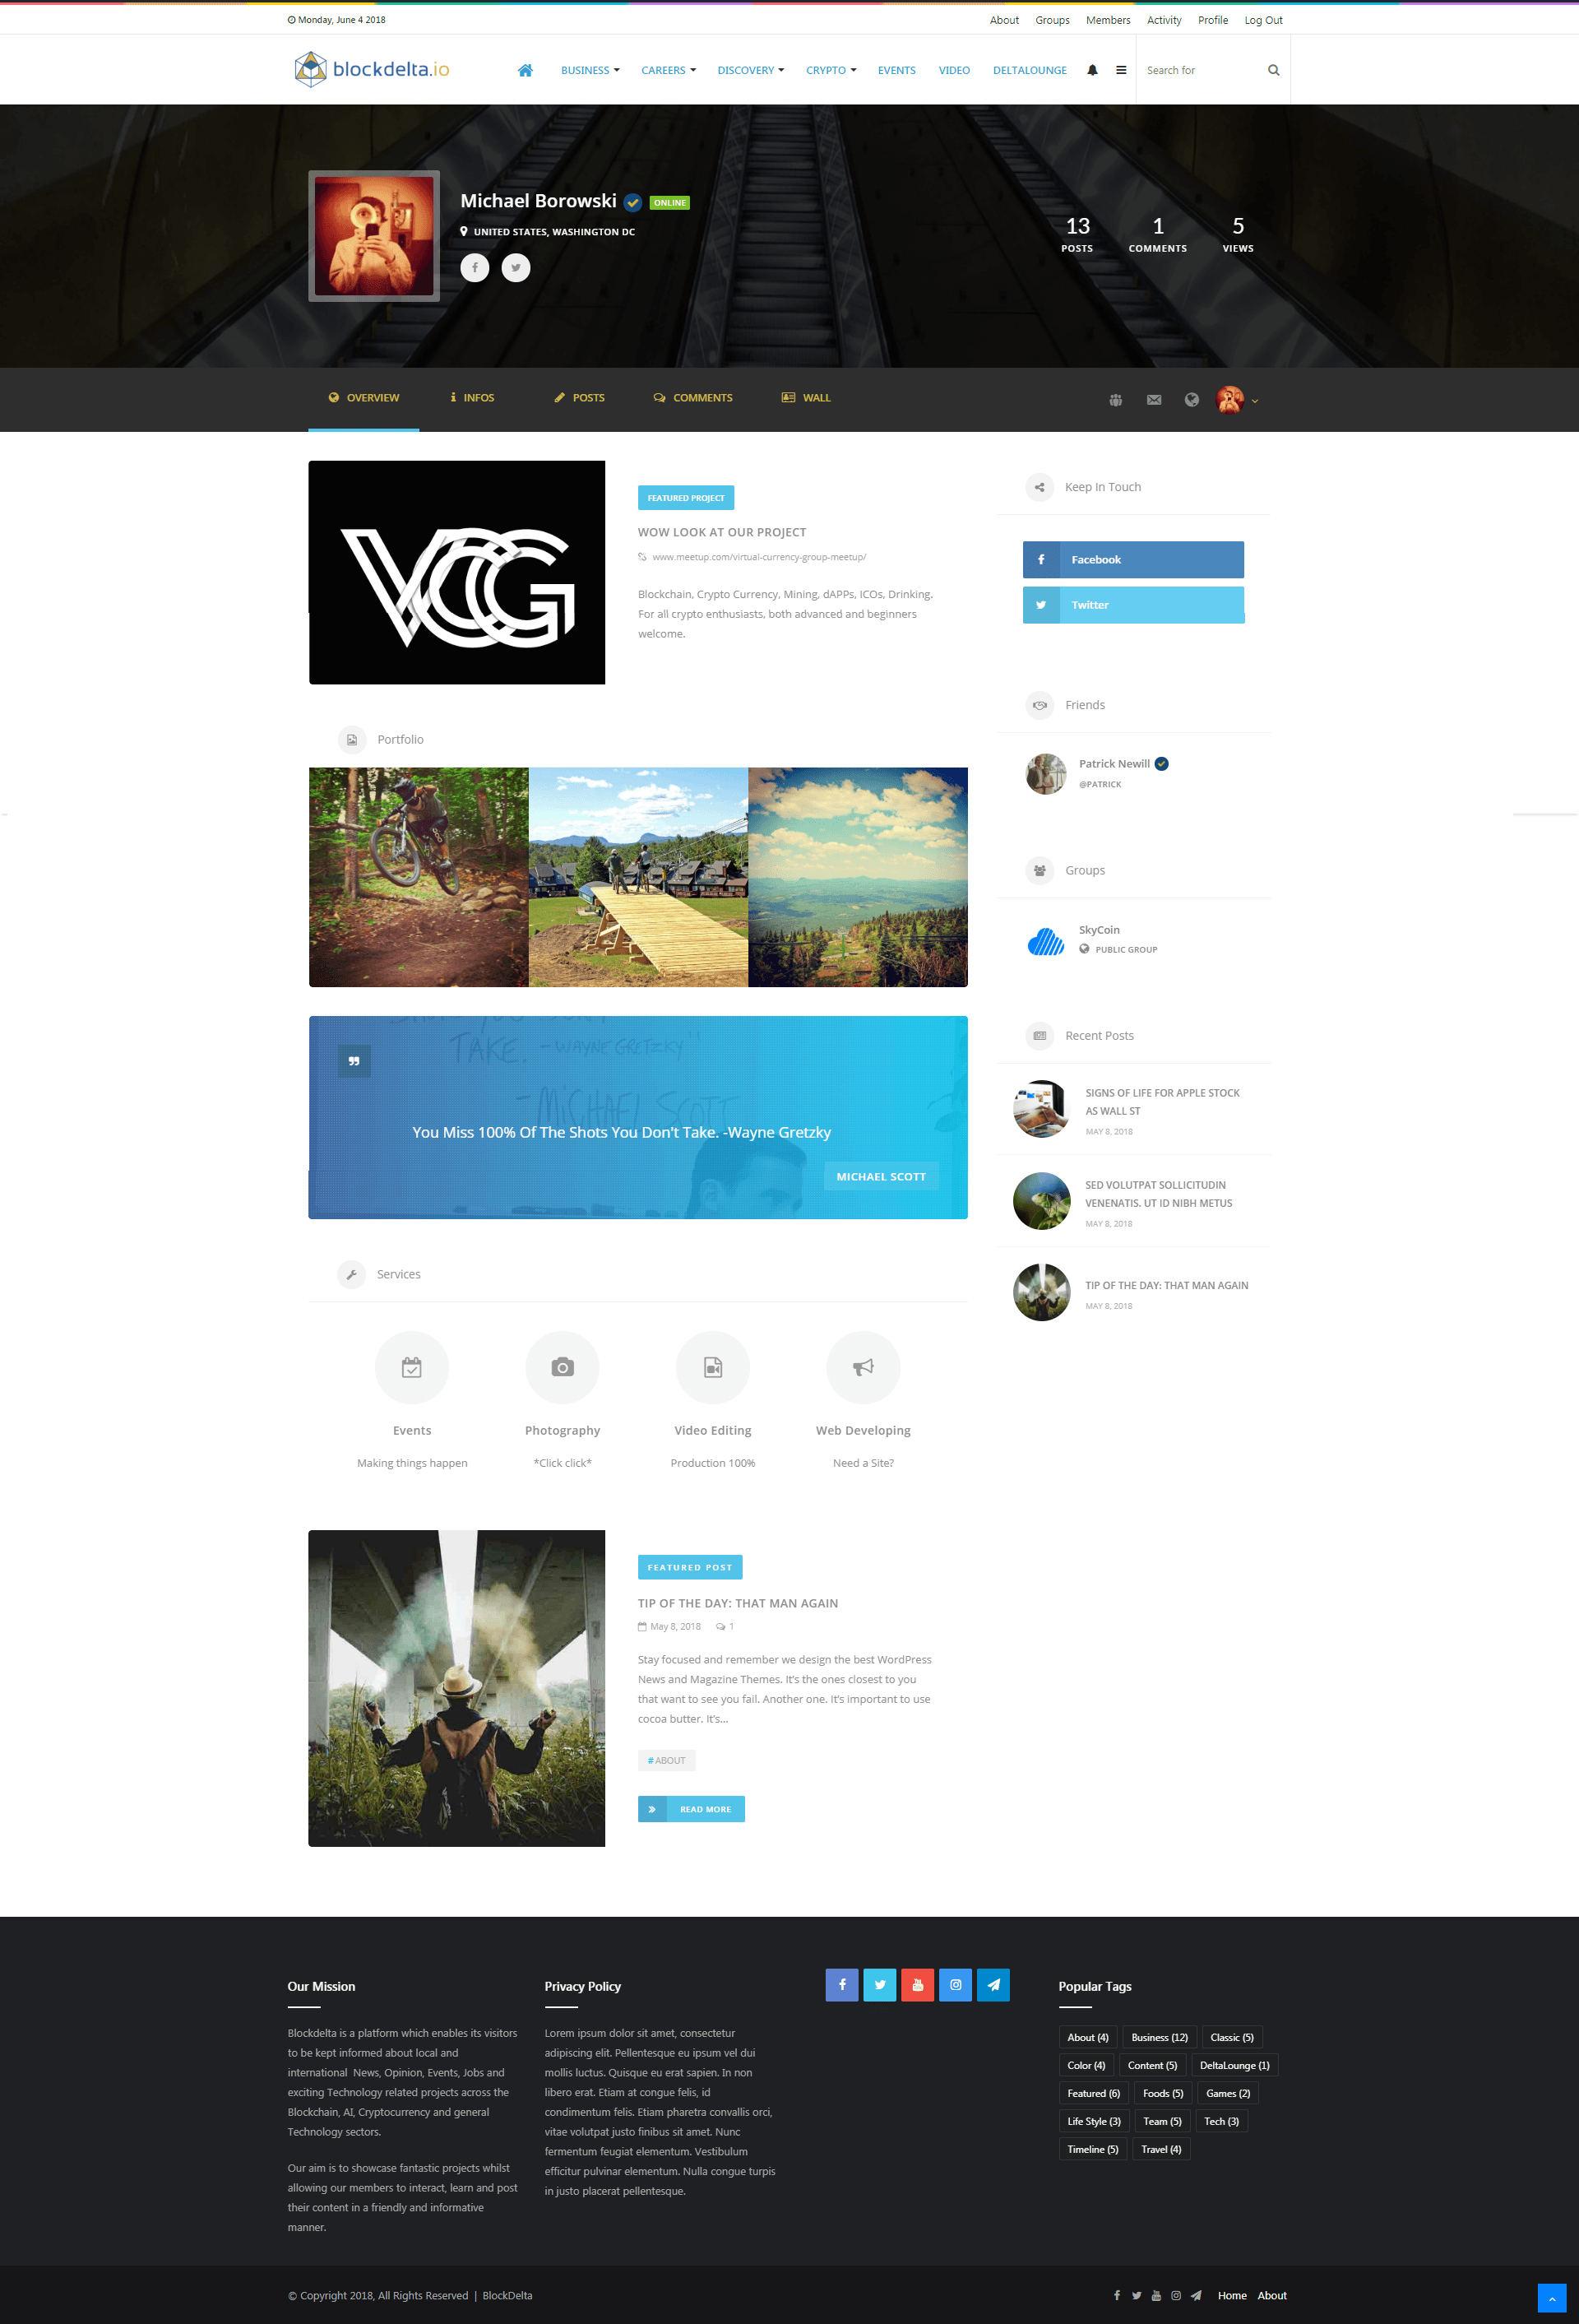 Monday, June 4 2018
About Groups Members Activity Profile Log Out
blockdelta.io
BUSINESS CAREERS DISCOVERY CRYPTO EVENTS VIDEO DELTALOUNGE
Search for
Michael Borowski ONLINE
UNITED STATES, WASHINGTON DC
13 POSTS
1 COMMENTS
5 VIEWS
OVERVIEW INFOS POSTS COMMENTS WALL
VCG
FEATURED PROJECT
WOW LOOK AT OUR PROJECT
www.meetup.com/virtual-currency-group-meetup/
Blockchain, Crypto Currency, Mining, dAPPs, ICOs, Drinking.
For all crypto enthusiasts, both advanced and beginners
welcome.
Keep In Touch
Facebook
Twitter
Friends
Patrick Newill
@PATRICK
Groups
SkyCoin
PUBLIC GROUP
Recent Posts
SIGNS OF LIFE FOR APPLE STOCK
AS WALL ST
MAY 8, 2018
SED VOLUTPAT SOLLICITUDIN
VENENATIS. UT ID NIBH METUS
MAY 8, 2018
TIP OF THE DAY: THAT MAN AGAIN
MAY 8, 2018
Portfolio
TAKE. - WAYNE GRETZKY"
-MICHAEL SCOTT
You Miss 100% Of The Shots You Don't Take. -Wayne Gretzky
MICHAEL SCOTT
Services
Events
Making things happen
Photography
*Click click*
Video Editing
Production 100%
Web Developing
Need a Site?
FEATURED POST
TIP OF THE DAY: THAT MAN AGAIN
May 8, 2018 1
Stay focused and remember we design the best WordPress
News and Magazine Themes. It's the ones closest to you
that want to see you fail. Another one. It's important to use
cocoa butter. It's...
#ABOUT
READ MORE
Our Mission
Blockdelta is a platform which enables its visitors
to be kept informed about local and
international News, Opinion, Events, Jobs and
exciting Technology related projects across the
Blockchain, AI, Cryptocurrency and general
Technology sectors.
Our aim is to showcase fantastic projects whilst
allowing our members to interact, learn and post
their content in a friendly and informative
manner.
Privacy Policy
Lorem ipsum dolor sit amet, consectetur
adipiscing elit. Pellentesque eu ipsum vel dui
mollis luctus. Quisque eu erat sapien. In non
libero erat. Etiam at congue felis, id
condimentum felis. Etiam pharetra convallis orci,
vitae volutpat justo finibus sit amet. Nunc
fermentum feugiat elementum. Vestibulum
efficitur pulvinar elementum. Nulla congue turpis
in justo placerat pellentesque.
Popular Tags
About (4) Business (12) Classic (5)
Color (4) Content (5) DeltaLounge (1)
Featured (6) Foods (5) Games (2)
Life Style (3) Team (5) Tech (3)
Timeline (5) Travel (4)
© Copyright 2018, All Rights Reserved | BlockDelta
Home About